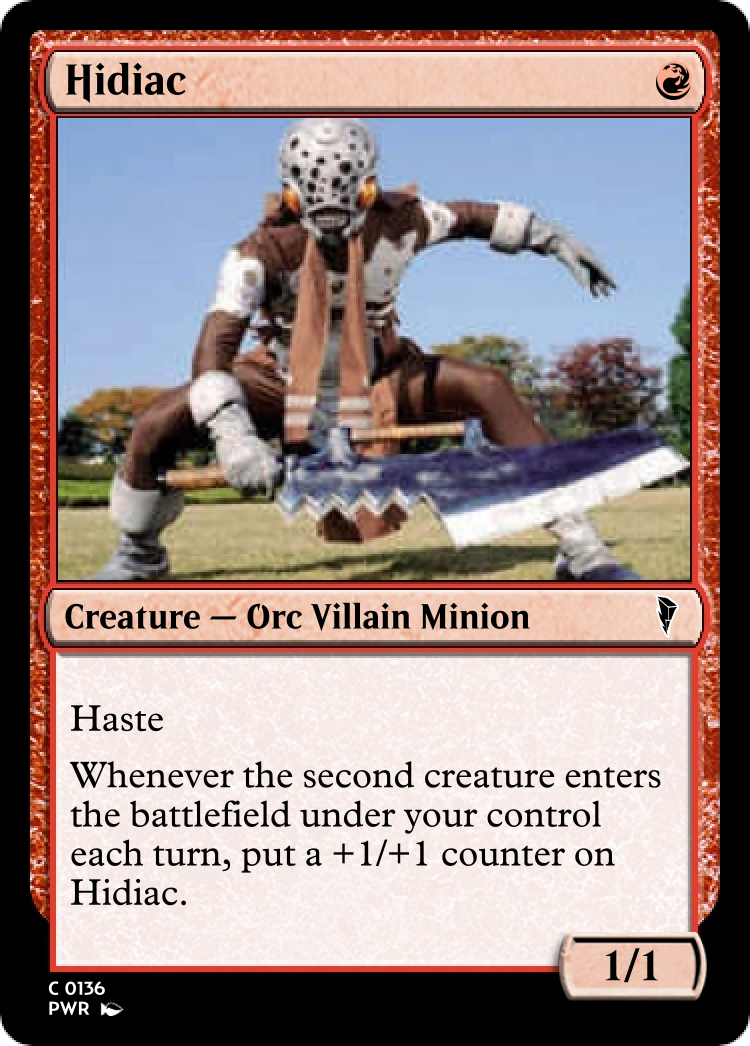 Hidiac
Creature — Orc Villain Minion
Haste
Whenever the second creature enters
the battlefield under your control
each turn, put a +1/+1 counter on
Hidiac.
1/1
C 0136
PWR